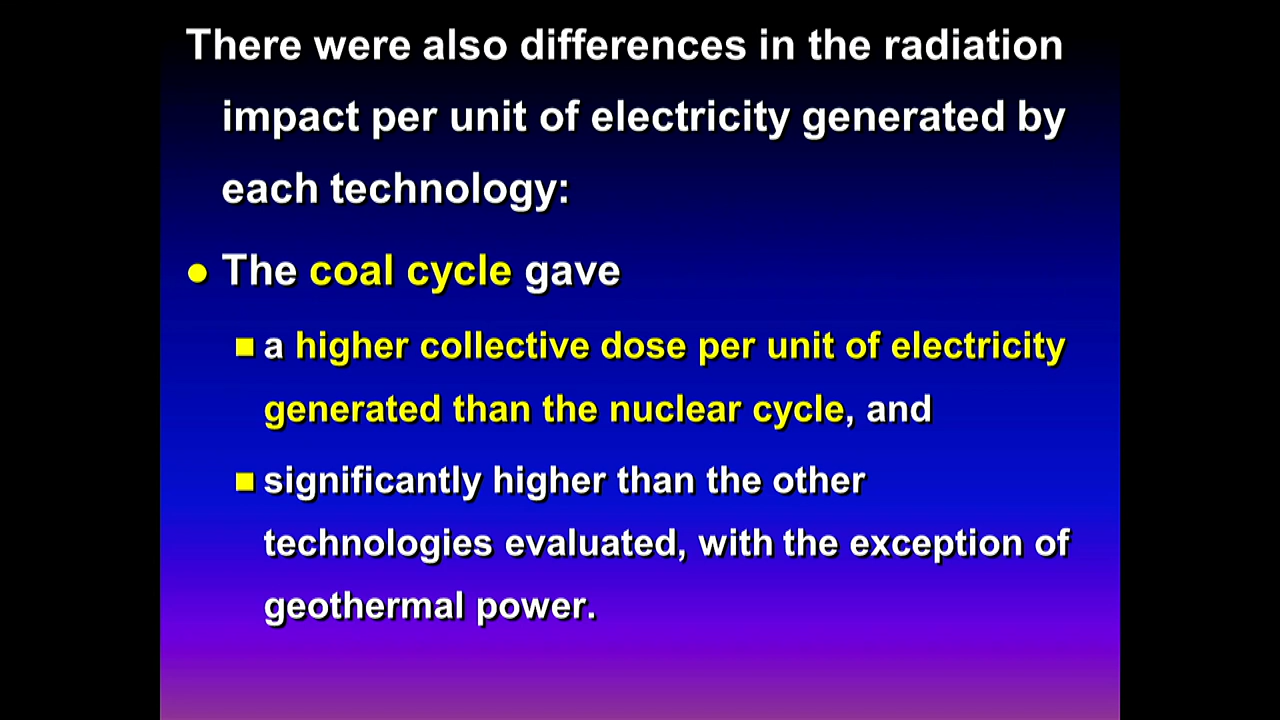 There were also differences in the radiation
impact per unit of electricity generated by
each technology:
● The coal cycle gave
■ a higher collective dose per unit of electricity
generated than the nuclear cycle, and
■ significantly higher than the other
technologies evaluated, with the exception of
geothermal power.